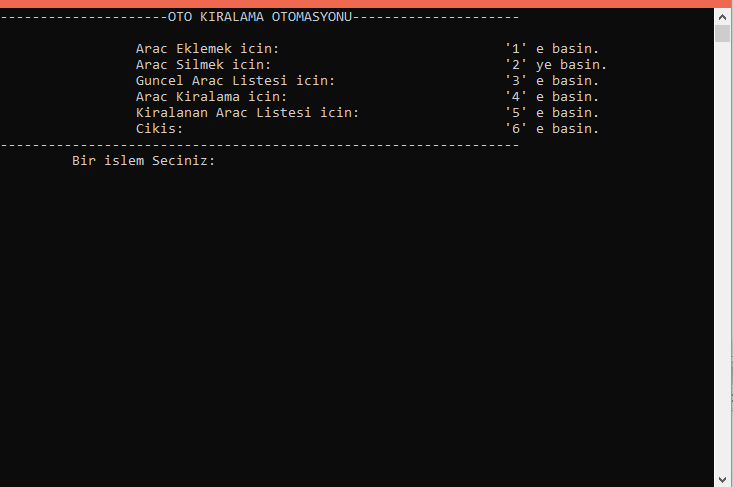 ---------------------OTO KIRALAMA OTOMASYONU---------------------
Arac Eklemek icin: '1' e basin.
Arac Silmek icin: '2' ye basin.
Guncel Arac Listesi icin: '3' e basin.
Arac Kiralama icin: '4' e basin.
Kiralanan Arac Listesi icin: '5' e basin.
Cikis: '6' e basin.
-----------------------------------------------------------------
Bir islem Seciniz: